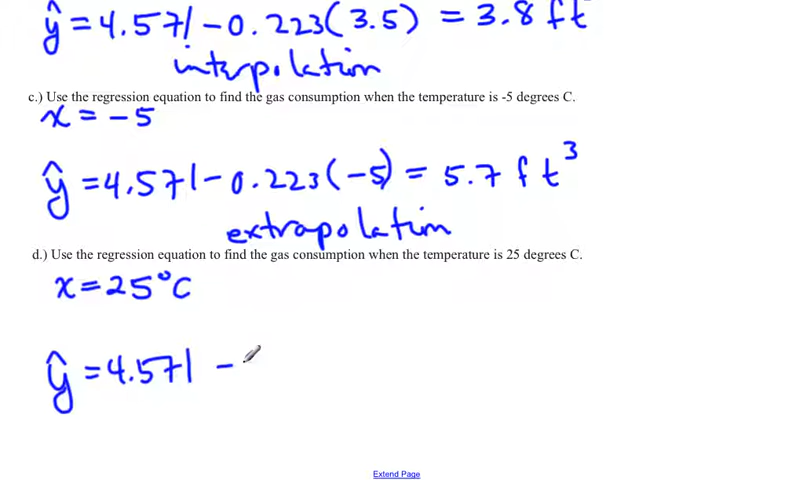 ŷ = 4.571 - 0.223(3.5) = 3.8 ft
interpolation
c.) Use the regression equation to find the gas consumption when the temperature is -5 degrees C.
x = -5
ŷ = 4.571 - 0.223(-5) = 5.7 ft³
extrapolation
d.) Use the regression equation to find the gas consumption when the temperature is 25 degrees C.
x = 25°C
ŷ = 4.571 -
Extend Page